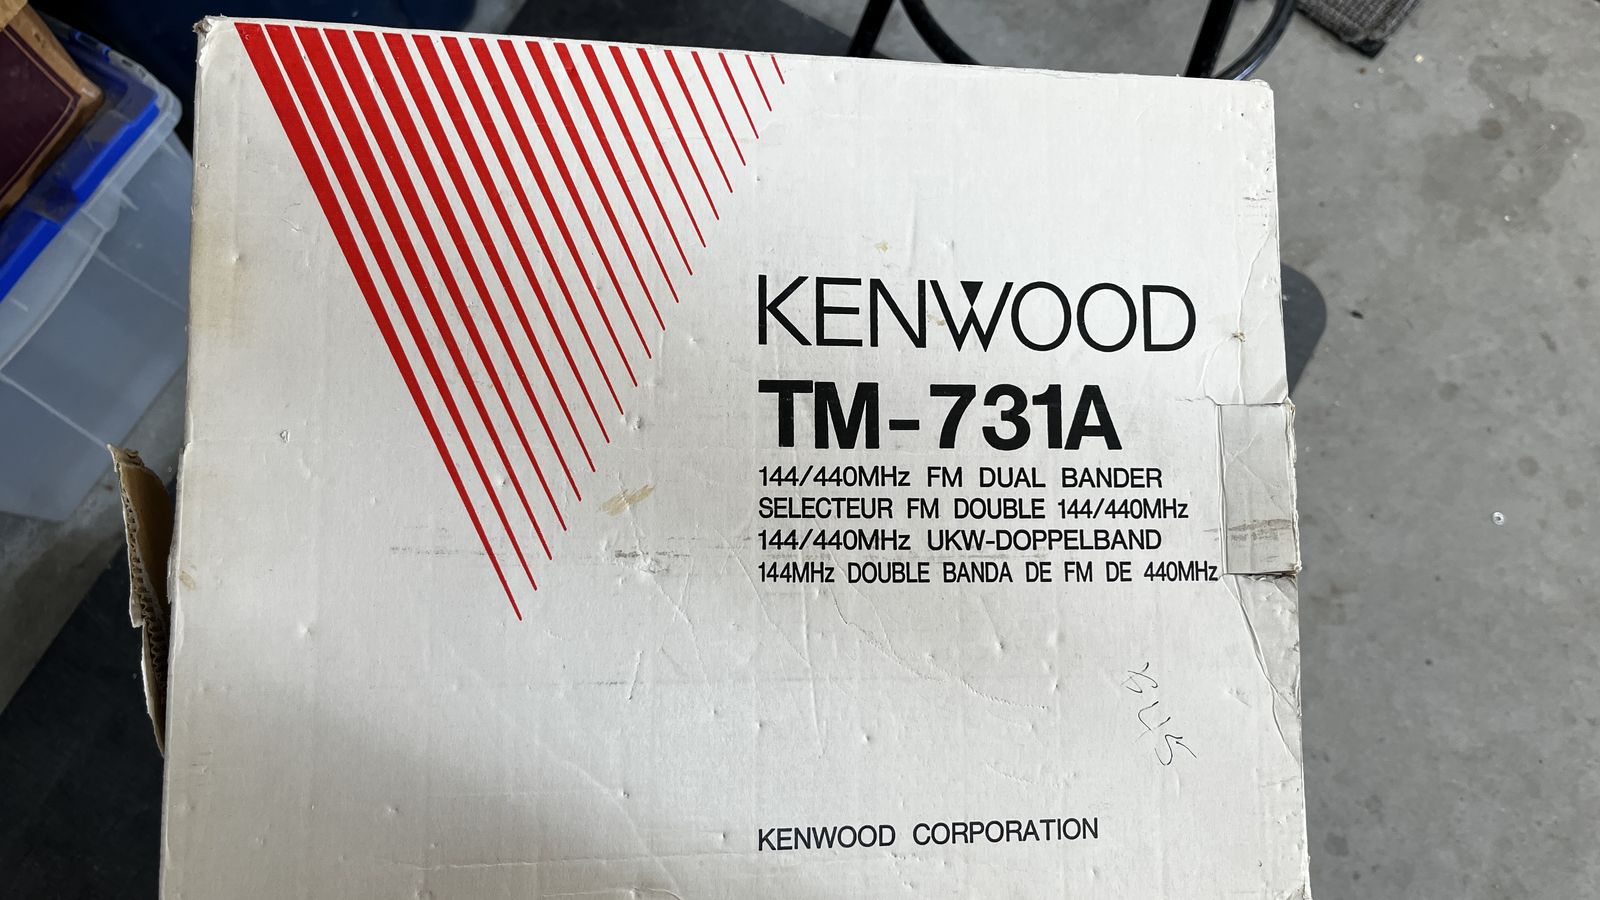 KENWOOD
TM-731A
144/440MHz FM DUAL BANDER
SELECTEUR FM DOUBLE 144/440MHz
144/440MHz UKW-DOPPELBAND
144MHz DOUBLE BANDA DE FM DE 440MHz
KENWOOD CORPORATION